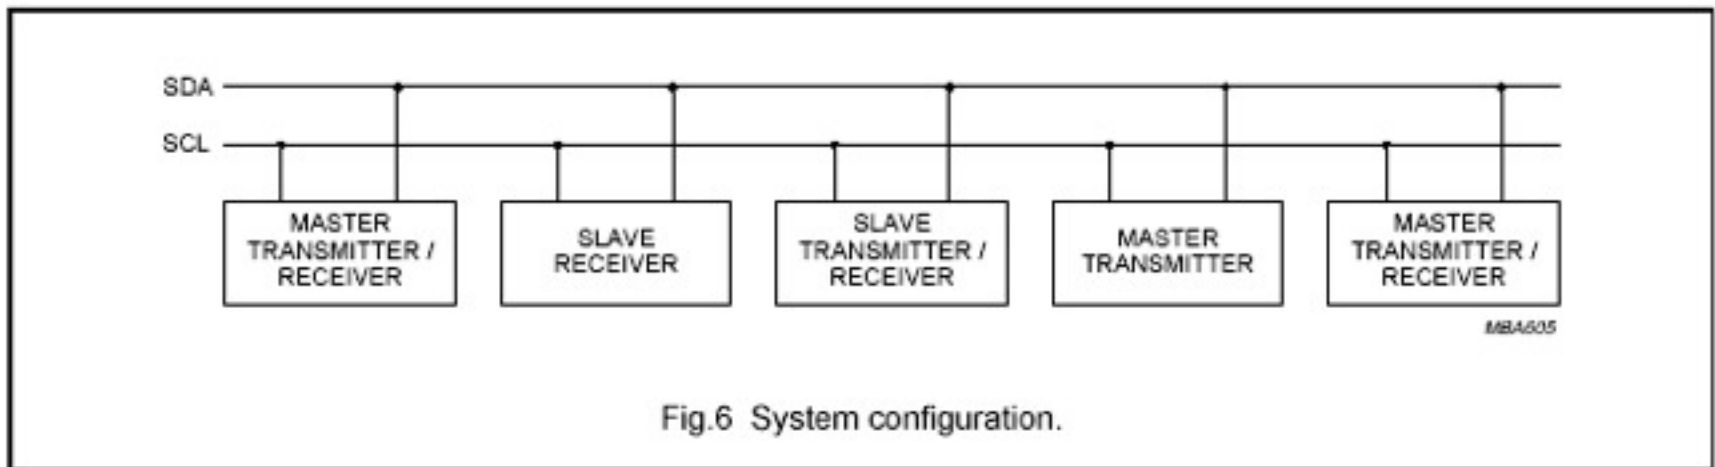 SDA
SCL
MASTER
TRANSMITTER /
RECEIVER
SLAVE
RECEIVER
SLAVE
TRANSMITTER /
RECEIVER
MASTER
TRANSMITTER
MASTER
TRANSMITTER /
RECEIVER
MBA605
Fig.6 System configuration.